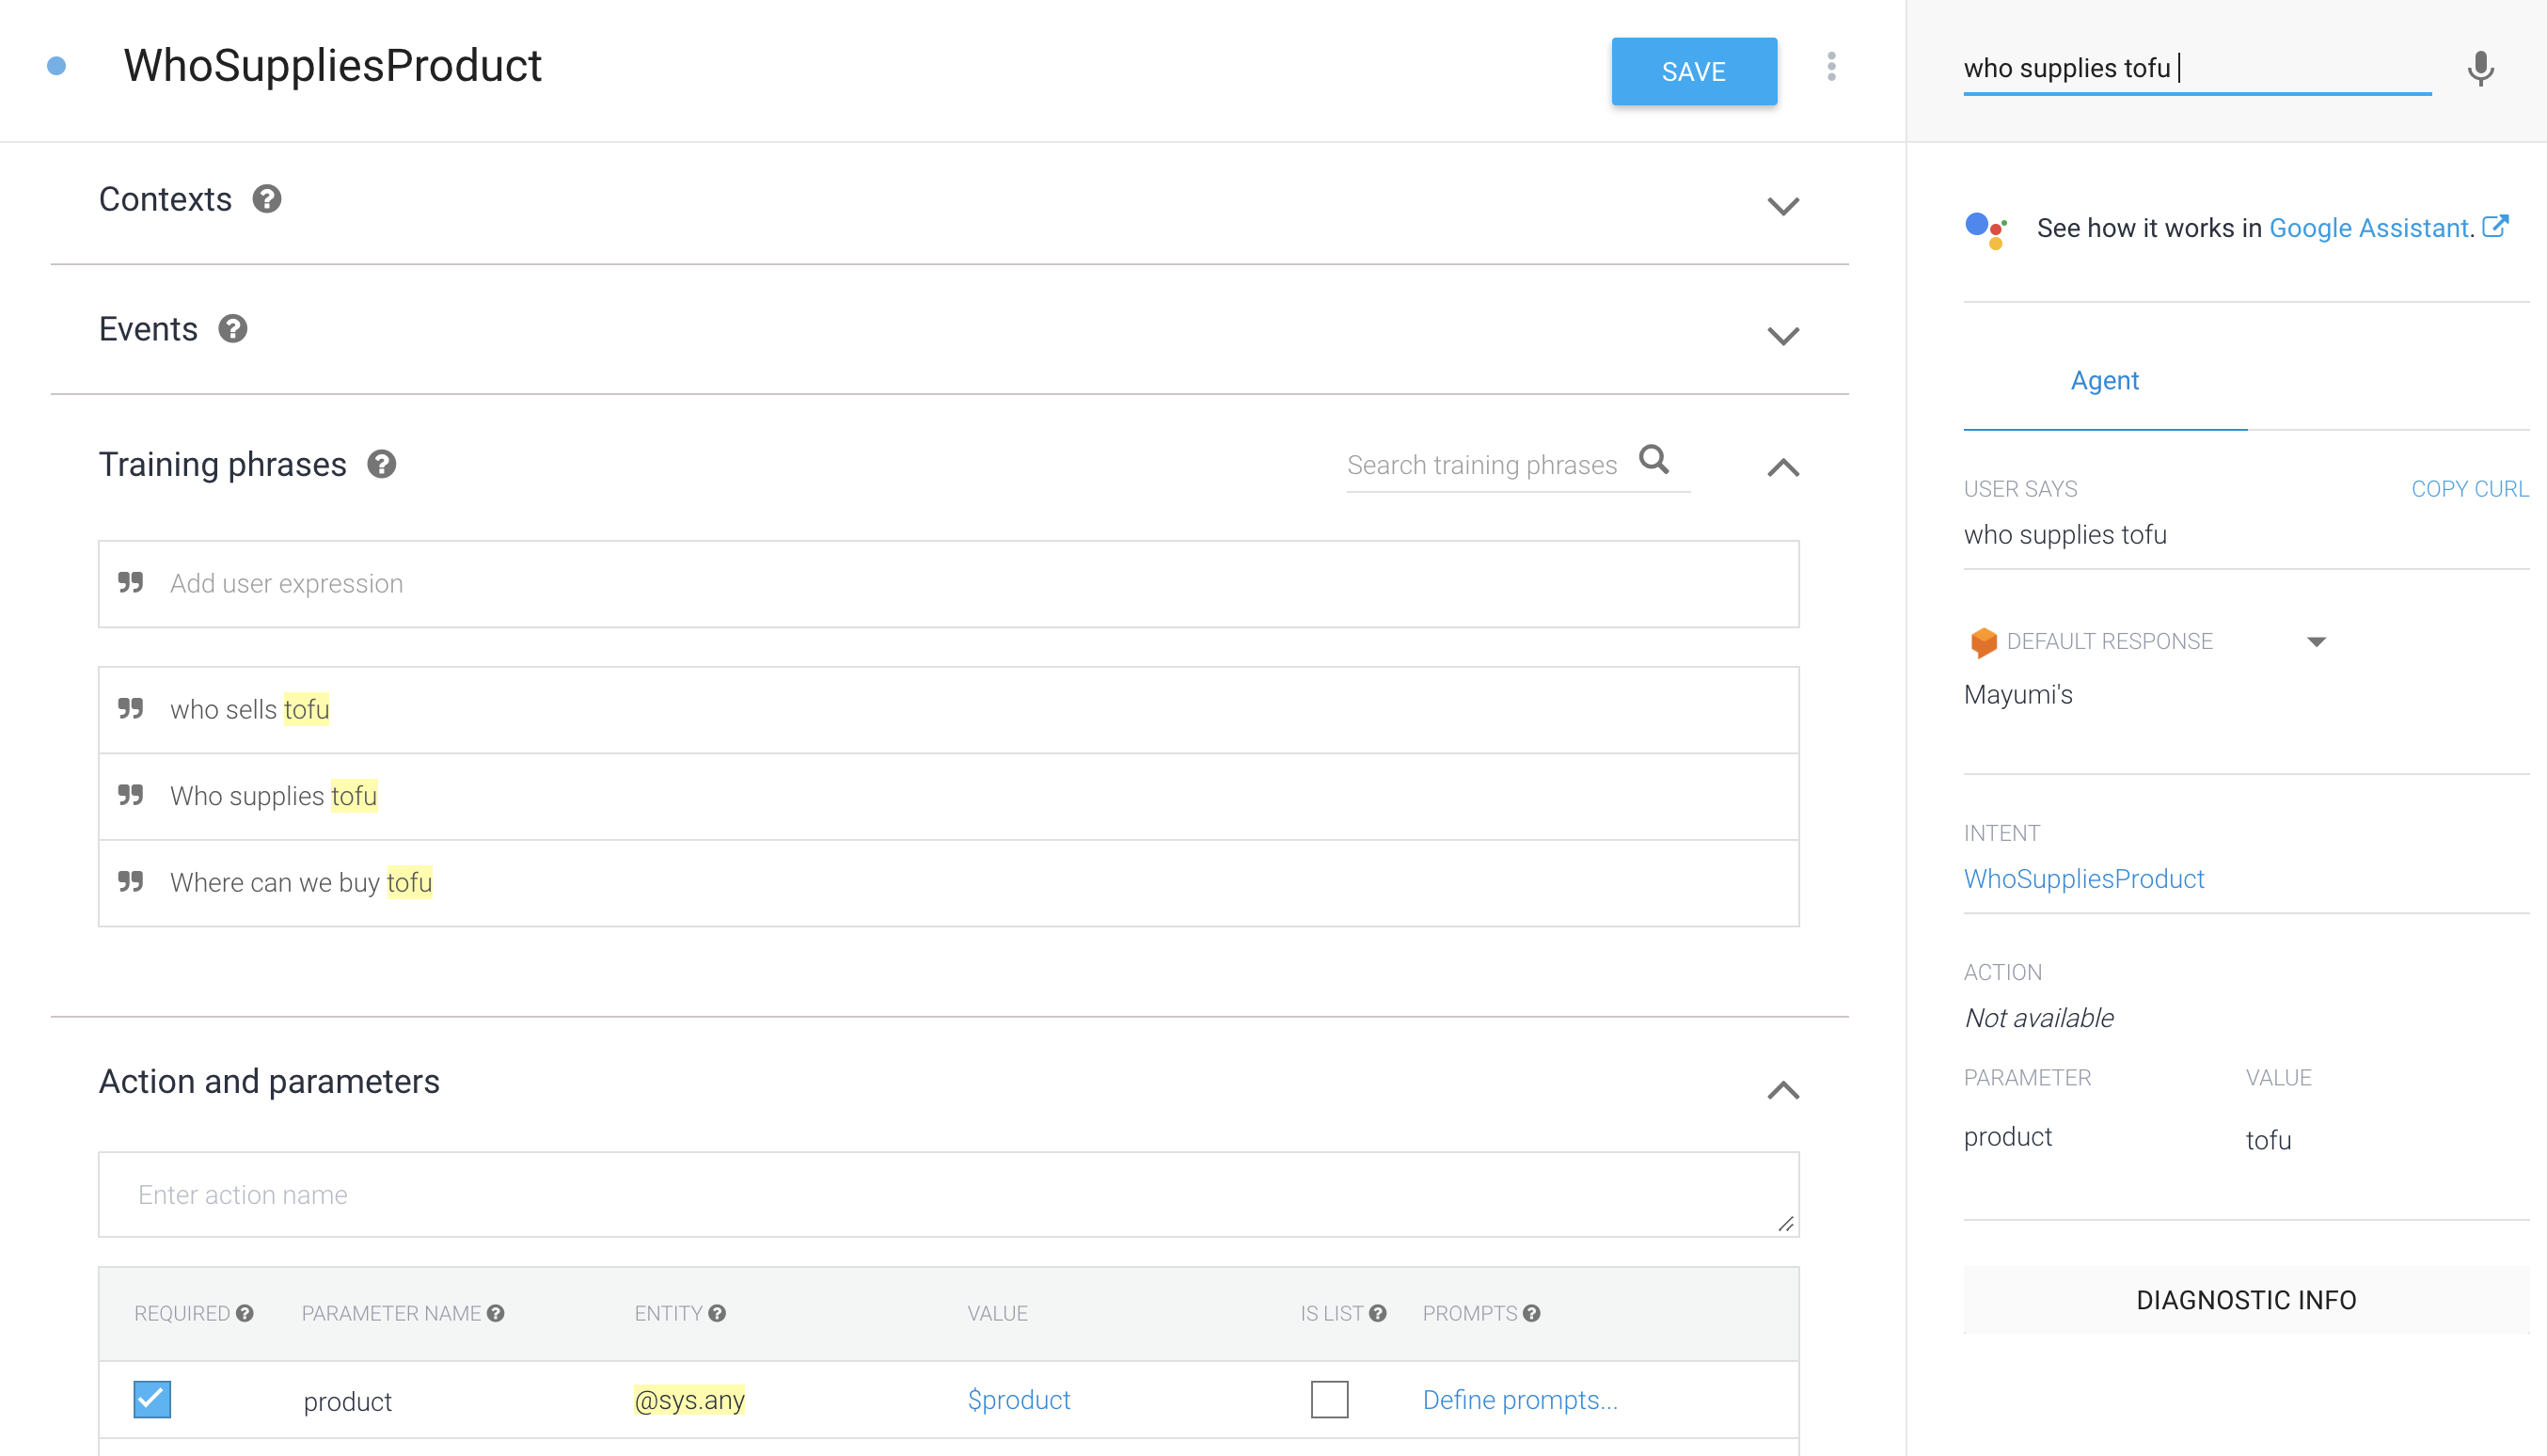 WhoSuppliesProduct
SAVE
Contexts
Events
Training phrases
Search training phrases
Add user expression
who sells tofu
Who supplies tofu
Where can we buy tofu
Action and parameters
Enter action name
REQUIRED PARAMETER NAME ENTITY VALUE IS LIST PROMPTS
product @sys.any $product Define prompts...
who supplies tofu
See how it works in Google Assistant.
Agent
USER SAYS COPY CURL
who supplies tofu
DEFAULT RESPONSE
Mayumi's
INTENT
WhoSuppliesProduct
ACTION
Not available
PARAMETER VALUE
product tofu
DIAGNOSTIC INFO